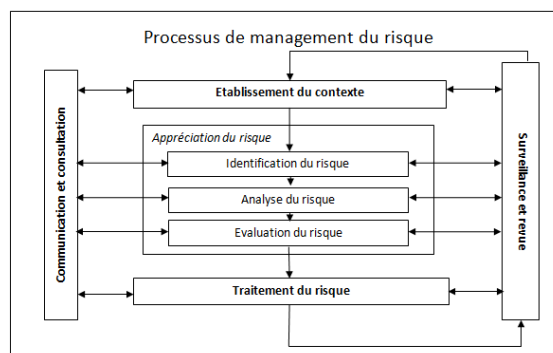 Processus de management du risque
Communication et consultation
Etablissement du contexte
Appréciation du risque
Identification du risque
Analyse du risque
Evaluation du risque
Traitement du risque
Surveillance et revue